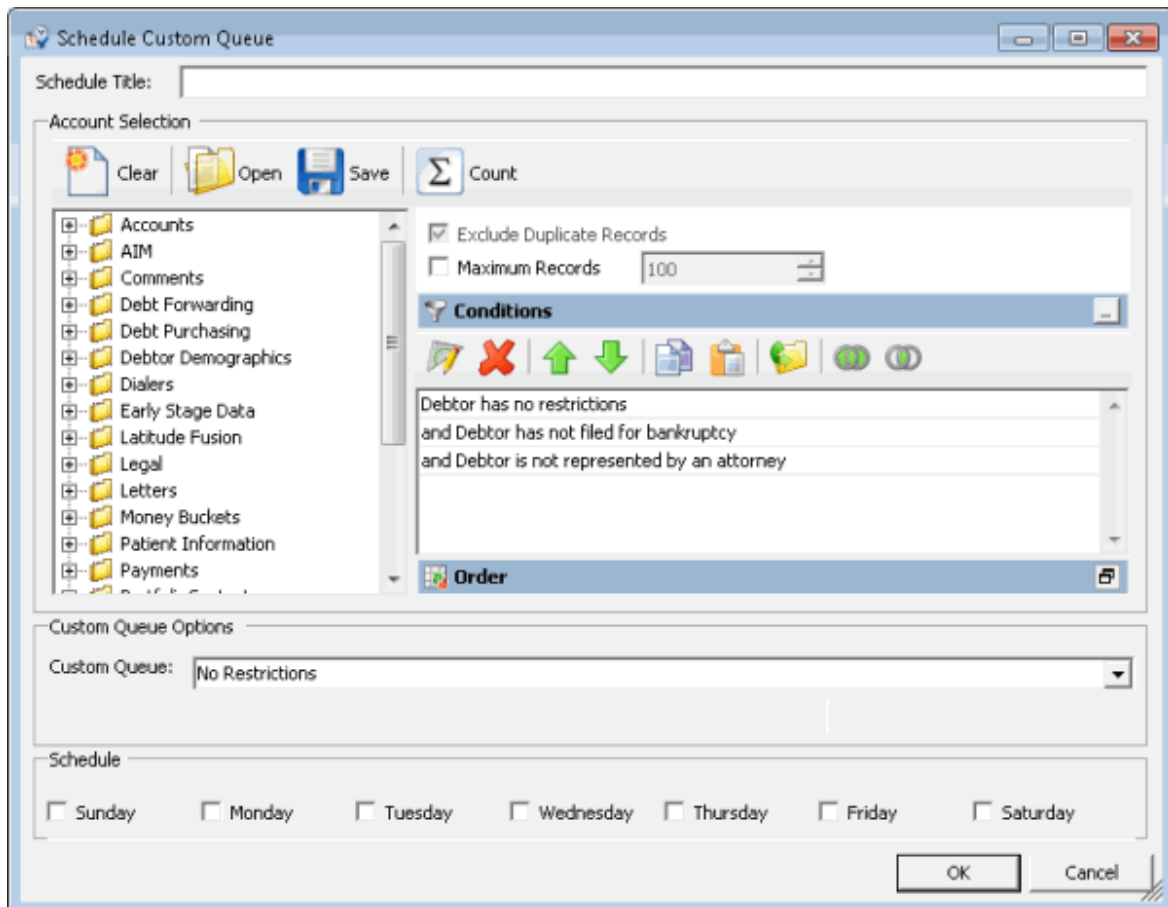 Schedule Custom Queue
Schedule Title:
Account Selection
Clear Open Save Σ Count
Accounts
AIM
Comments
Debt Forwarding
Debt Purchasing
Debtor Demographics
Dialers
Early Stage Data
Latitude Fusion
Legal
Letters
Money Buckets
Patient Information
Payments
Exclude Duplicate Records
Maximum Records 100
Conditions ...
Debtor has no restrictions
and Debtor has not filed for bankruptcy
and Debtor is not represented by an attorney
Order
Custom Queue Options
Custom Queue: No Restrictions
Schedule
Sunday Monday Tuesday Wednesday Thursday Friday Saturday
OK Cancel